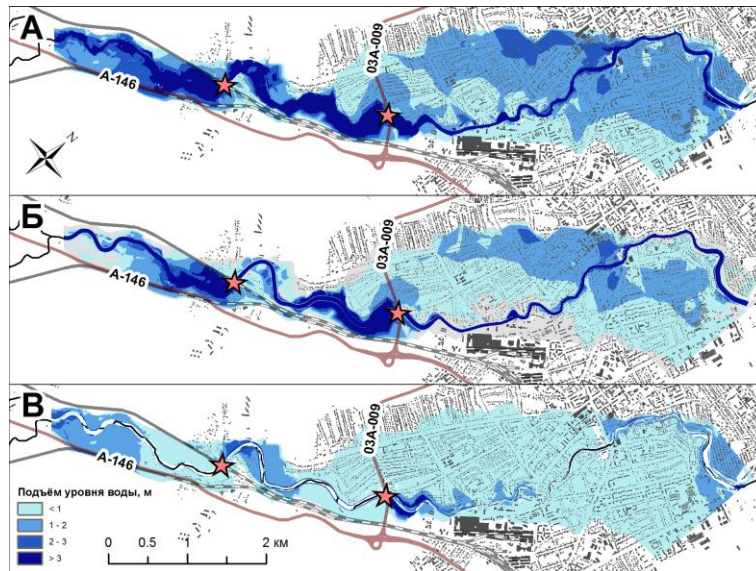 А
03А-009
А-146
N
Б
03А-009
А-146
В
03А-009
А-146
Подъём уровня воды, м
< 1
1 - 2
2 - 3
> 3
0 0.5 1 2 км